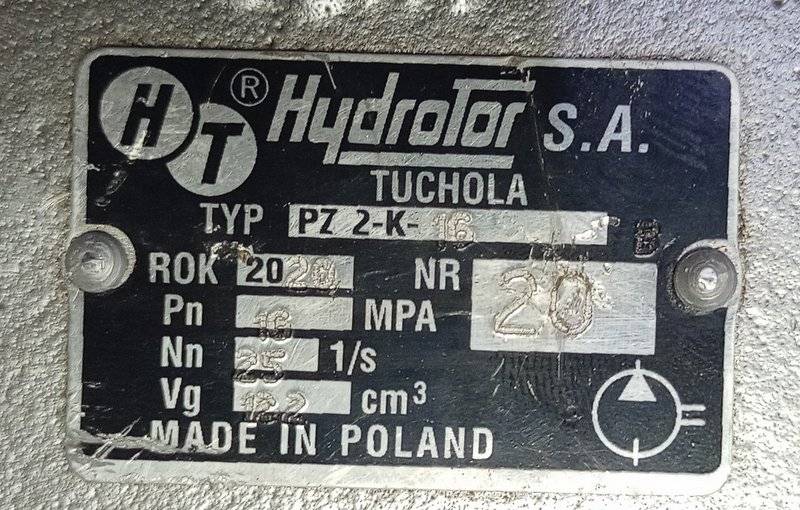 HT ® HydroTor S.A.
TUCHOLA
TYP PZ 2-K- 16 B
ROK 2020 NR 20
Pn 16 MPA
Nn 25 1/s
Vg 12.2 cm³
MADE IN POLAND